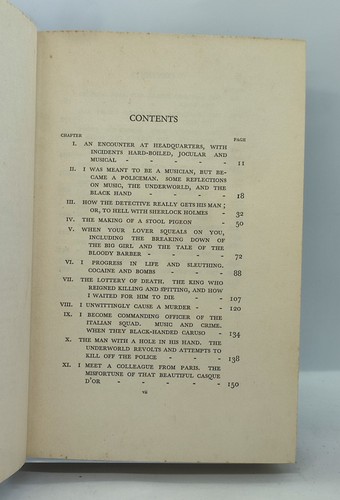 CONTENTS
CHAPTER PAGE
I. AN ENCOUNTER AT HEADQUARTERS, WITH
INCIDENTS HARD-BOILED, JOCULAR AND
MUSICAL - - - - - 11
II. I WAS MEANT TO BE A MUSICIAN, BUT BE-
CAME A POLICEMAN. SOME REFLECTIONS
ON MUSIC, THE UNDERWORLD, AND THE
BLACK HAND - - - - 18
III. HOW THE DETECTIVE REALLY GETS HIS MAN;
OR, TO HELL WITH SHERLOCK HOLMES - 32
IV. THE MAKING OF A STOOL PIGEON - 50
V. WHEN YOUR LOVER SQUEALS ON YOU,
INCLUDING THE BREAKING DOWN OF
THE BIG GIRL AND THE TALE OF THE
BLOODY BARBER - - - - 72
VI. I PROGRESS IN LIFE AND SLEUTHING.
COCAINE AND BOMBS - - - 88
VII. THE LOTTERY OF DEATH. THE KING WHO
REIGNED KILLING AND SPITTING, AND HOW
I WAITED FOR HIM TO DIE - - - 107
VIII. I UNWITTINGLY CAUSE A MURDER - - 120
IX. I BECOME COMMANDING OFFICER OF THE
ITALIAN SQUAD. MUSIC AND CRIME.
WHEN THEY BLACK-HANDED CARUSO - 134
X. THE MAN WITH A HOLE IN HIS HAND. THE
UNDERWORLD REVOLTS AND ATTEMPTS TO
KILL OFF THE POLICE - - - 138
XI. I MEET A COLLEAGUE FROM PARIS. THE
MISFORTUNE OF THAT BEAUTIFUL CASQUE
D'OR - - - - - 150
vii